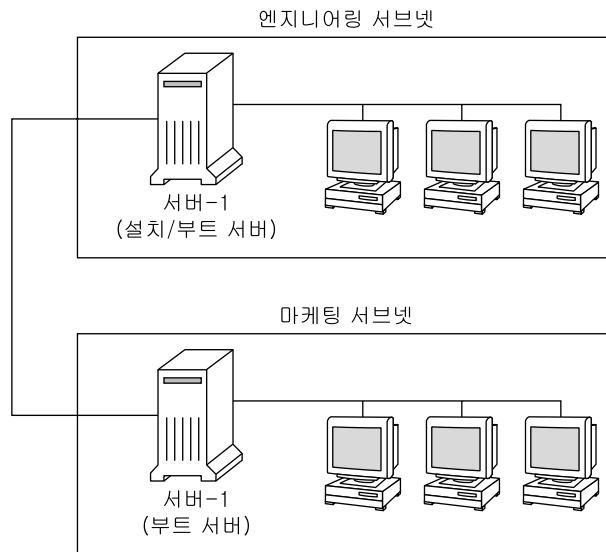 엔지니어링 서브넷
서버-1
(설치/부트 서버)
마케팅 서브넷
서버-1
(부트 서버)